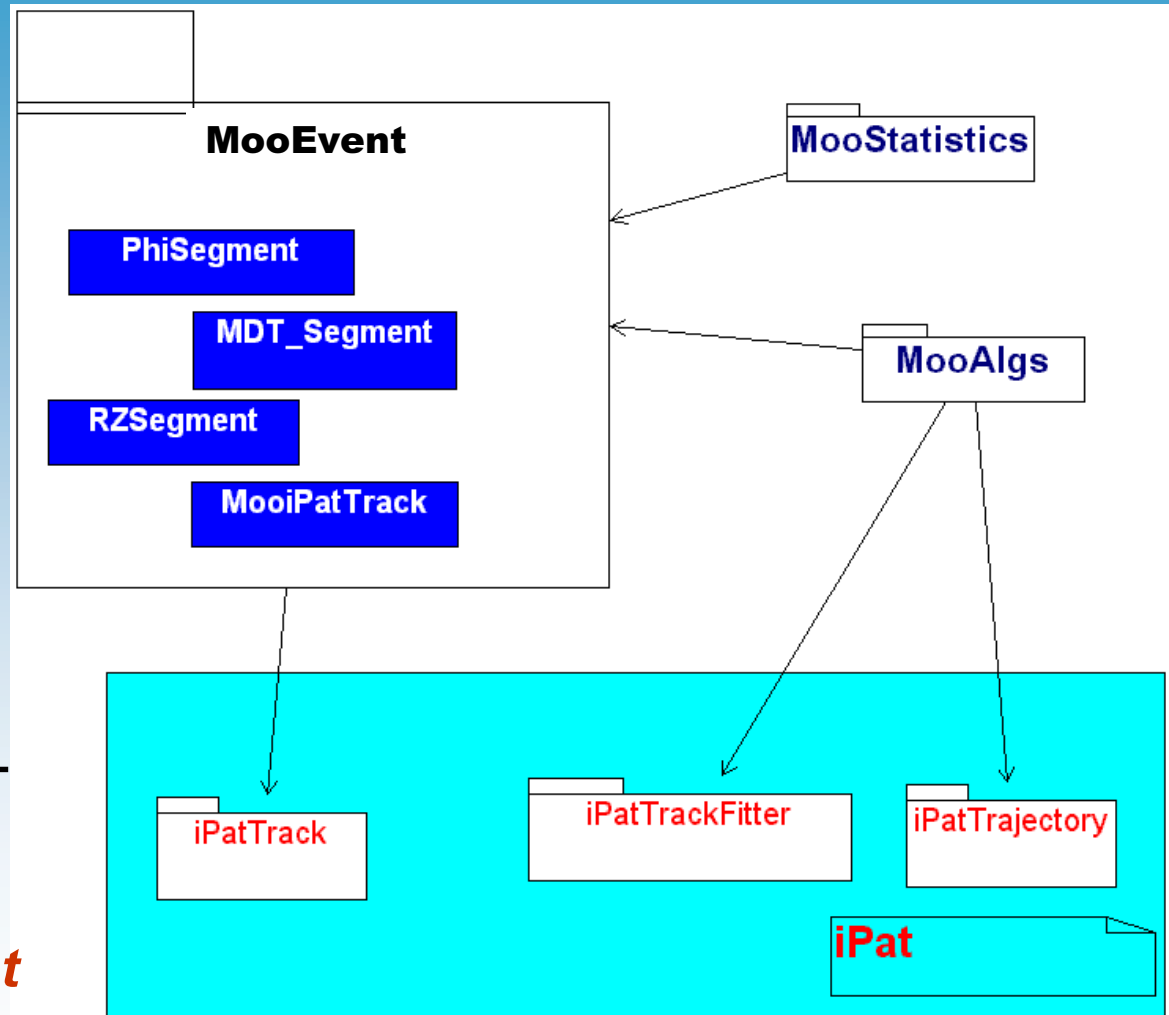 MooEvent
MooStatistics
PhiSegment
MDT_Segment
MooAlgs
RZSegment
MooiPatTrack
iPatTrack
iPatTrackFitter
iPatTrajectory
iPat
t